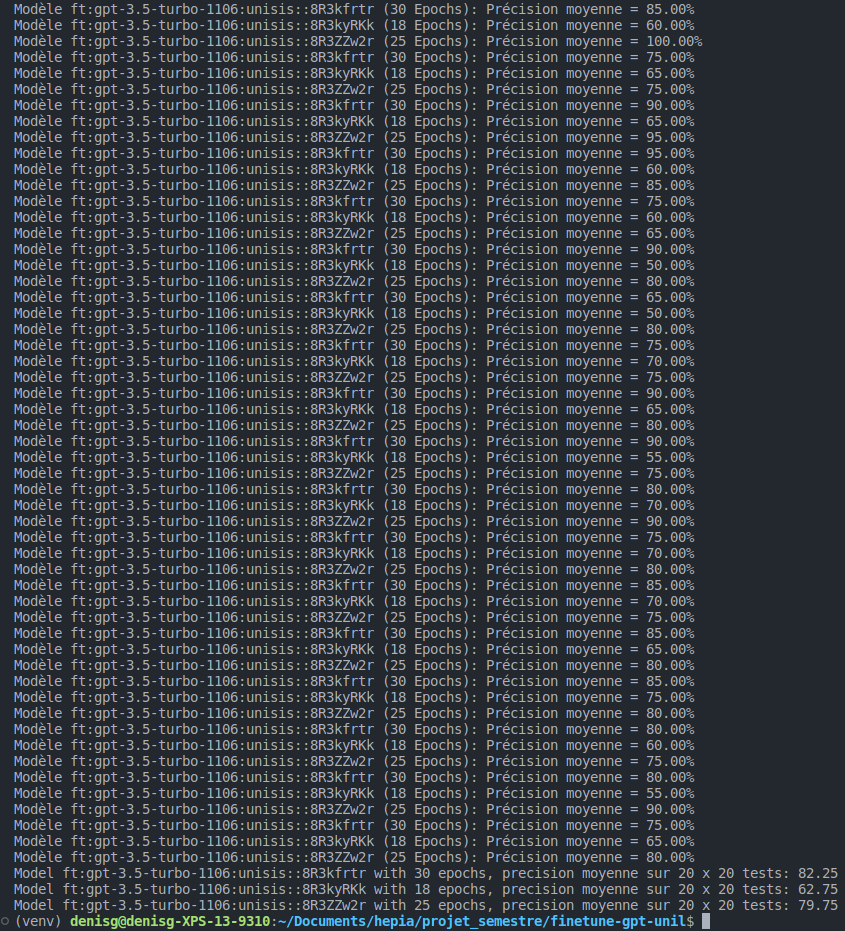 Modèle ft:gpt-3.5-turbo-1106:unisis::8R3kfrtr (30 Epochs): Précision moyenne = 85.00%
Modèle ft:gpt-3.5-turbo-1106:unisis::8R3kyRKk (18 Epochs): Précision moyenne = 60.00%
Modèle ft:gpt-3.5-turbo-1106:unisis::8R3ZZw2r (25 Epochs): Précision moyenne = 100.00%
Modèle ft:gpt-3.5-turbo-1106:unisis::8R3kfrtr (30 Epochs): Précision moyenne = 75.00%
Modèle ft:gpt-3.5-turbo-1106:unisis::8R3kyRKk (18 Epochs): Précision moyenne = 65.00%
Modèle ft:gpt-3.5-turbo-1106:unisis::8R3ZZw2r (25 Epochs): Précision moyenne = 75.00%
Modèle ft:gpt-3.5-turbo-1106:unisis::8R3kfrtr (30 Epochs): Précision moyenne = 90.00%
Modèle ft:gpt-3.5-turbo-1106:unisis::8R3kyRKk (18 Epochs): Précision moyenne = 65.00%
Modèle ft:gpt-3.5-turbo-1106:unisis::8R3ZZw2r (25 Epochs): Précision moyenne = 95.00%
Modèle ft:gpt-3.5-turbo-1106:unisis::8R3kfrtr (30 Epochs): Précision moyenne = 95.00%
Modèle ft:gpt-3.5-turbo-1106:unisis::8R3kyRKk (18 Epochs): Précision moyenne = 60.00%
Modèle ft:gpt-3.5-turbo-1106:unisis::8R3ZZw2r (25 Epochs): Précision moyenne = 85.00%
Modèle ft:gpt-3.5-turbo-1106:unisis::8R3kfrtr (30 Epochs): Précision moyenne = 75.00%
Modèle ft:gpt-3.5-turbo-1106:unisis::8R3kyRKk (18 Epochs): Précision moyenne = 60.00%
Modèle ft:gpt-3.5-turbo-1106:unisis::8R3ZZw2r (25 Epochs): Précision moyenne = 65.00%
Modèle ft:gpt-3.5-turbo-1106:unisis::8R3kfrtr (30 Epochs): Précision moyenne = 90.00%
Modèle ft:gpt-3.5-turbo-1106:unisis::8R3kyRKk (18 Epochs): Précision moyenne = 50.00%
Modèle ft:gpt-3.5-turbo-1106:unisis::8R3ZZw2r (25 Epochs): Précision moyenne = 80.00%
Modèle ft:gpt-3.5-turbo-1106:unisis::8R3kfrtr (30 Epochs): Précision moyenne = 65.00%
Modèle ft:gpt-3.5-turbo-1106:unisis::8R3kyRKk (18 Epochs): Précision moyenne = 50.00%
Modèle ft:gpt-3.5-turbo-1106:unisis::8R3ZZw2r (25 Epochs): Précision moyenne = 80.00%
Modèle ft:gpt-3.5-turbo-1106:unisis::8R3kfrtr (30 Epochs): Précision moyenne = 75.00%
Modèle ft:gpt-3.5-turbo-1106:unisis::8R3kyRKk (18 Epochs): Précision moyenne = 70.00%
Modèle ft:gpt-3.5-turbo-1106:unisis::8R3ZZw2r (25 Epochs): Précision moyenne = 75.00%
Modèle ft:gpt-3.5-turbo-1106:unisis::8R3kfrtr (30 Epochs): Précision moyenne = 90.00%
Modèle ft:gpt-3.5-turbo-1106:unisis::8R3kyRKk (18 Epochs): Précision moyenne = 65.00%
Modèle ft:gpt-3.5-turbo-1106:unisis::8R3ZZw2r (25 Epochs): Précision moyenne = 80.00%
Modèle ft:gpt-3.5-turbo-1106:unisis::8R3kfrtr (30 Epochs): Précision moyenne = 90.00%
Modèle ft:gpt-3.5-turbo-1106:unisis::8R3kyRKk (18 Epochs): Précision moyenne = 55.00%
Modèle ft:gpt-3.5-turbo-1106:unisis::8R3ZZw2r (25 Epochs): Précision moyenne = 75.00%
Modèle ft:gpt-3.5-turbo-1106:unisis::8R3kfrtr (30 Epochs): Précision moyenne = 80.00%
Modèle ft:gpt-3.5-turbo-1106:unisis::8R3kyRKk (18 Epochs): Précision moyenne = 70.00%
Modèle ft:gpt-3.5-turbo-1106:unisis::8R3ZZw2r (25 Epochs): Précision moyenne = 90.00%
Modèle ft:gpt-3.5-turbo-1106:unisis::8R3kfrtr (30 Epochs): Précision moyenne = 75.00%
Modèle ft:gpt-3.5-turbo-1106:unisis::8R3kyRKk (18 Epochs): Précision moyenne = 70.00%
Modèle ft:gpt-3.5-turbo-1106:unisis::8R3ZZw2r (25 Epochs): Précision moyenne = 80.00%
Modèle ft:gpt-3.5-turbo-1106:unisis::8R3kfrtr (30 Epochs): Précision moyenne = 85.00%
Modèle ft:gpt-3.5-turbo-1106:unisis::8R3kyRKk (18 Epochs): Précision moyenne = 70.00%
Modèle ft:gpt-3.5-turbo-1106:unisis::8R3ZZw2r (25 Epochs): Précision moyenne = 75.00%
Modèle ft:gpt-3.5-turbo-1106:unisis::8R3kfrtr (30 Epochs): Précision moyenne = 85.00%
Modèle ft:gpt-3.5-turbo-1106:unisis::8R3kyRKk (18 Epochs): Précision moyenne = 65.00%
Modèle ft:gpt-3.5-turbo-1106:unisis::8R3ZZw2r (25 Epochs): Précision moyenne = 80.00%
Modèle ft:gpt-3.5-turbo-1106:unisis::8R3kfrtr (30 Epochs): Précision moyenne = 85.00%
Modèle ft:gpt-3.5-turbo-1106:unisis::8R3kyRKk (18 Epochs): Précision moyenne = 75.00%
Modèle ft:gpt-3.5-turbo-1106:unisis::8R3ZZw2r (25 Epochs): Précision moyenne = 80.00%
Modèle ft:gpt-3.5-turbo-1106:unisis::8R3kfrtr (30 Epochs): Précision moyenne = 80.00%
Modèle ft:gpt-3.5-turbo-1106:unisis::8R3kyRKk (18 Epochs): Précision moyenne = 60.00%
Modèle ft:gpt-3.5-turbo-1106:unisis::8R3ZZw2r (25 Epochs): Précision moyenne = 75.00%
Modèle ft:gpt-3.5-turbo-1106:unisis::8R3kfrtr (30 Epochs): Précision moyenne = 80.00%
Modèle ft:gpt-3.5-turbo-1106:unisis::8R3kyRKk (18 Epochs): Précision moyenne = 55.00%
Modèle ft:gpt-3.5-turbo-1106:unisis::8R3ZZw2r (25 Epochs): Précision moyenne = 90.00%
Modèle ft:gpt-3.5-turbo-1106:unisis::8R3kfrtr (30 Epochs): Précision moyenne = 75.00%
Modèle ft:gpt-3.5-turbo-1106:unisis::8R3kyRKk (18 Epochs): Précision moyenne = 65.00%
Modèle ft:gpt-3.5-turbo-1106:unisis::8R3ZZw2r (25 Epochs): Précision moyenne = 80.00%
Model ft:gpt-3.5-turbo-1106:unisis::8R3kfrtr with 30 epochs, precision moyenne sur 20 x 20 tests: 82.25
Model ft:gpt-3.5-turbo-1106:unisis::8R3kyRKk with 18 epochs, precision moyenne sur 20 x 20 tests: 62.75
Model ft:gpt-3.5-turbo-1106:unisis::8R3ZZw2r with 25 epochs, precision moyenne sur 20 x 20 tests: 79.75
(venv) denisg@denisg-XPS-13-9310:~/Documents/hepia/projet_semestre/finetune-gpt-unil$